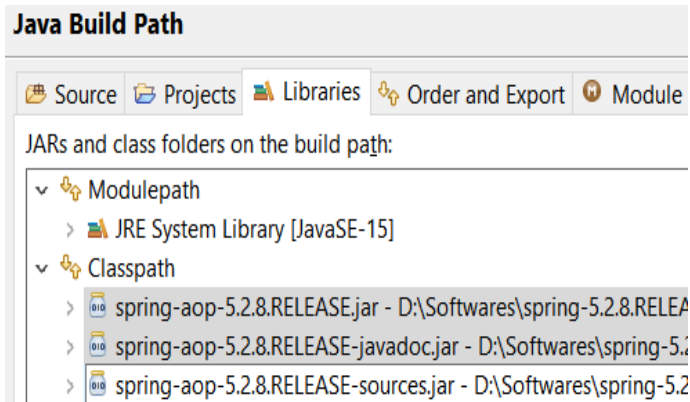 Java Build Path
Source Projects Libraries Order and Export Module
JARs and class folders on the build path:
Modulepath
JRE System Library [JavaSE-15]
Classpath
spring-aop-5.2.8.RELEASE.jar - D:\Softwares\spring-5.2.8.RELEA
spring-aop-5.2.8.RELEASE-javadoc.jar - D:\Softwares\spring-5.2
spring-aop-5.2.8.RELEASE-sources.jar - D:\Softwares\spring-5.2